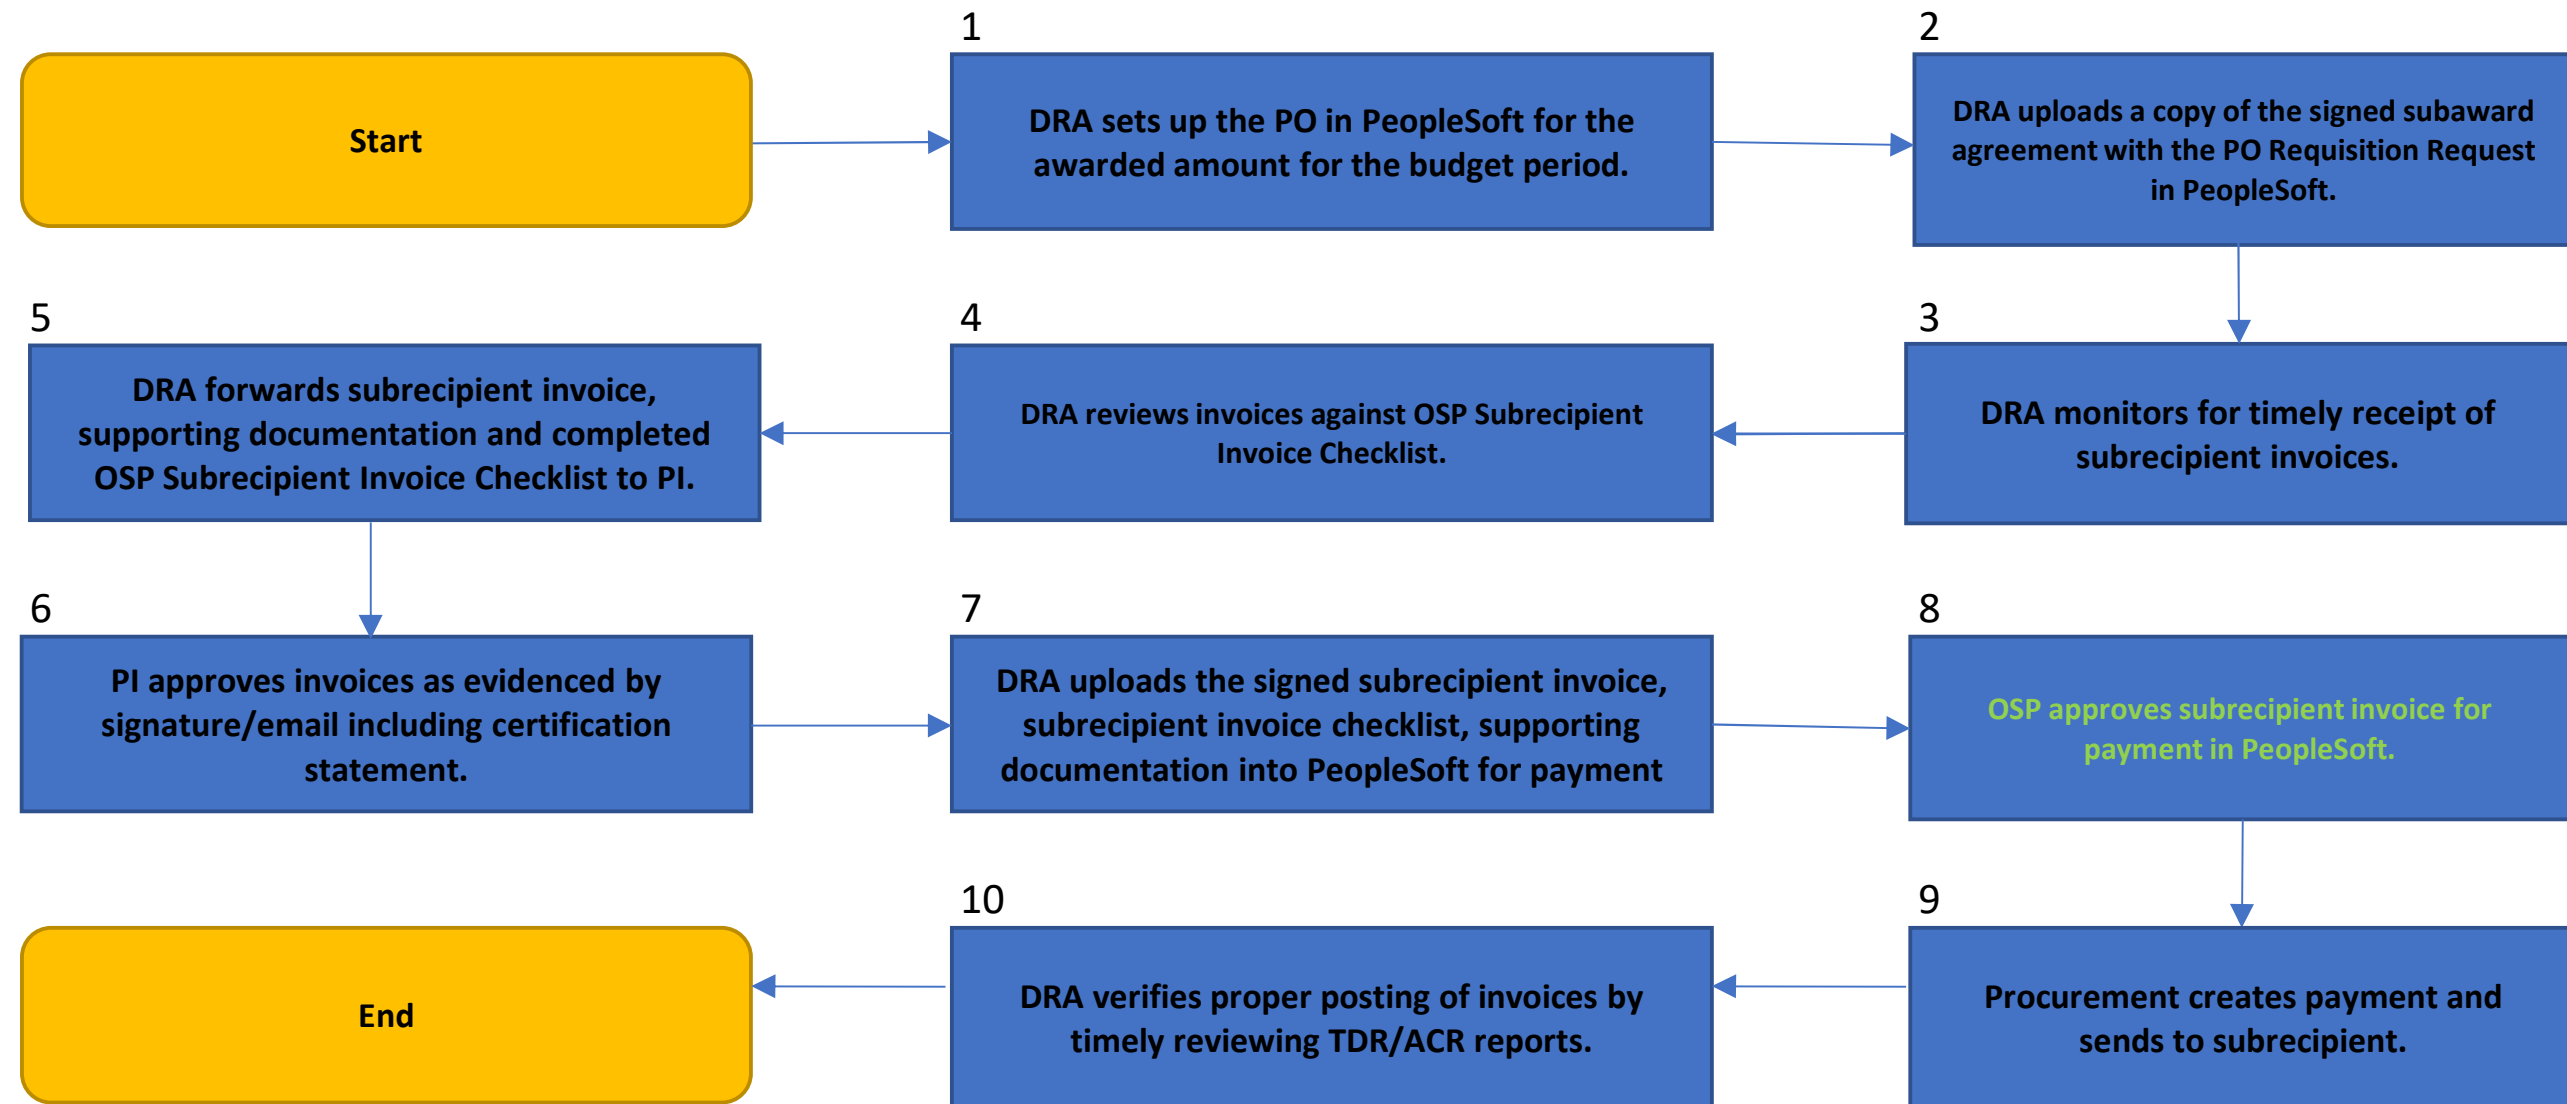 Start
1
DRA sets up the PO in PeopleSoft for the
awarded amount for the budget period.
2
DRA uploads a copy of the signed subaward
agreement with the PO Requisition Request
in PeopleSoft.
3
DRA monitors for timely receipt of
subrecipient invoices.
4
DRA reviews invoices against OSP Subrecipient
Invoice Checklist.
5
DRA forwards subrecipient invoice,
supporting documentation and completed
OSP Subrecipient Invoice Checklist to PI.
6
PI approves invoices as evidenced by
signature/email including certification
statement.
7
DRA uploads the signed subrecipient invoice,
subrecipient invoice checklist, supporting
documentation into PeopleSoft for payment
8
OSP approves subrecipient invoice for
payment in PeopleSoft.
9
Procurement creates payment and
sends to subrecipient.
10
DRA verifies proper posting of invoices by
timely reviewing TDR/ACR reports.
End